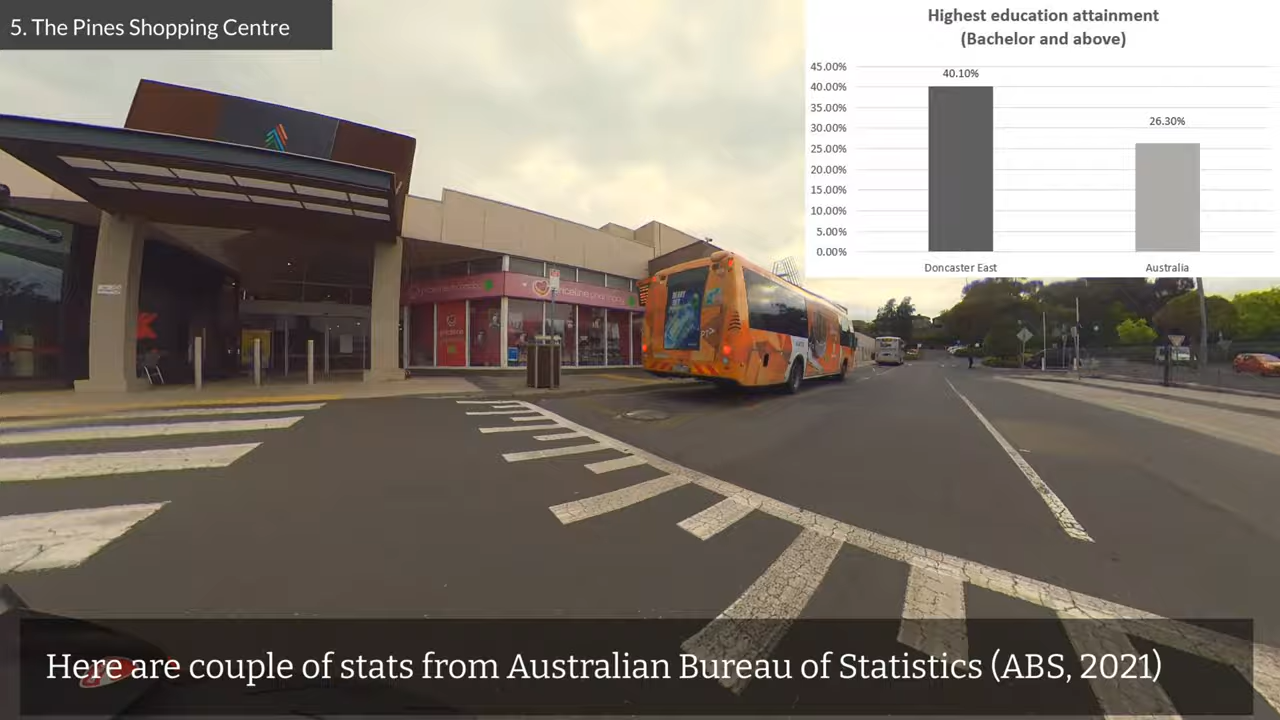 5. The Pines Shopping Centre
Highest education attainment
(Bachelor and above)
45.00%
40.00%
35.00%
30.00%
25.00%
20.00%
15.00%
10.00%
5.00%
0.00%
40.10%
26.30%
Doncaster East
Australia
priceline pharmacy
Here are couple of stats from Australian Bureau of Statistics (ABS, 2021)